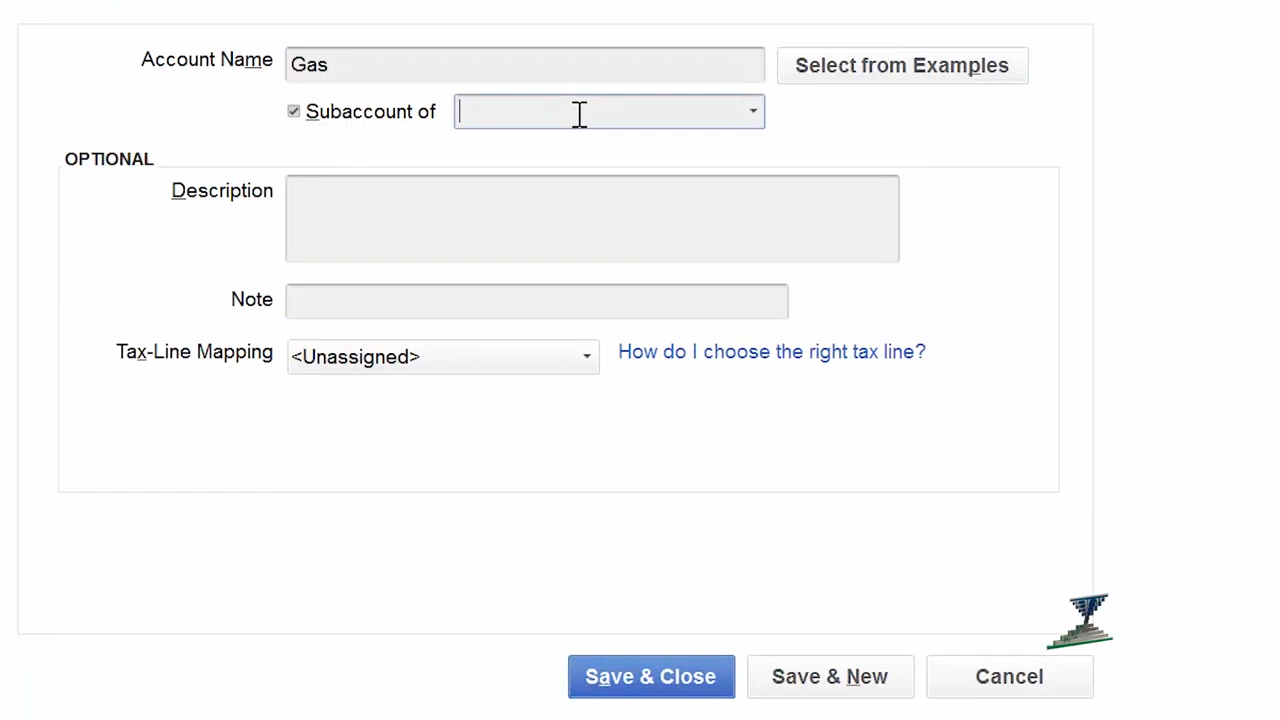 Account Name Gas Select from Examples
Subaccount of
OPTIONAL
Description
Note
Tax-Line Mapping <Unassigned> How do I choose the right tax line?
Save & Close Save & New Cancel